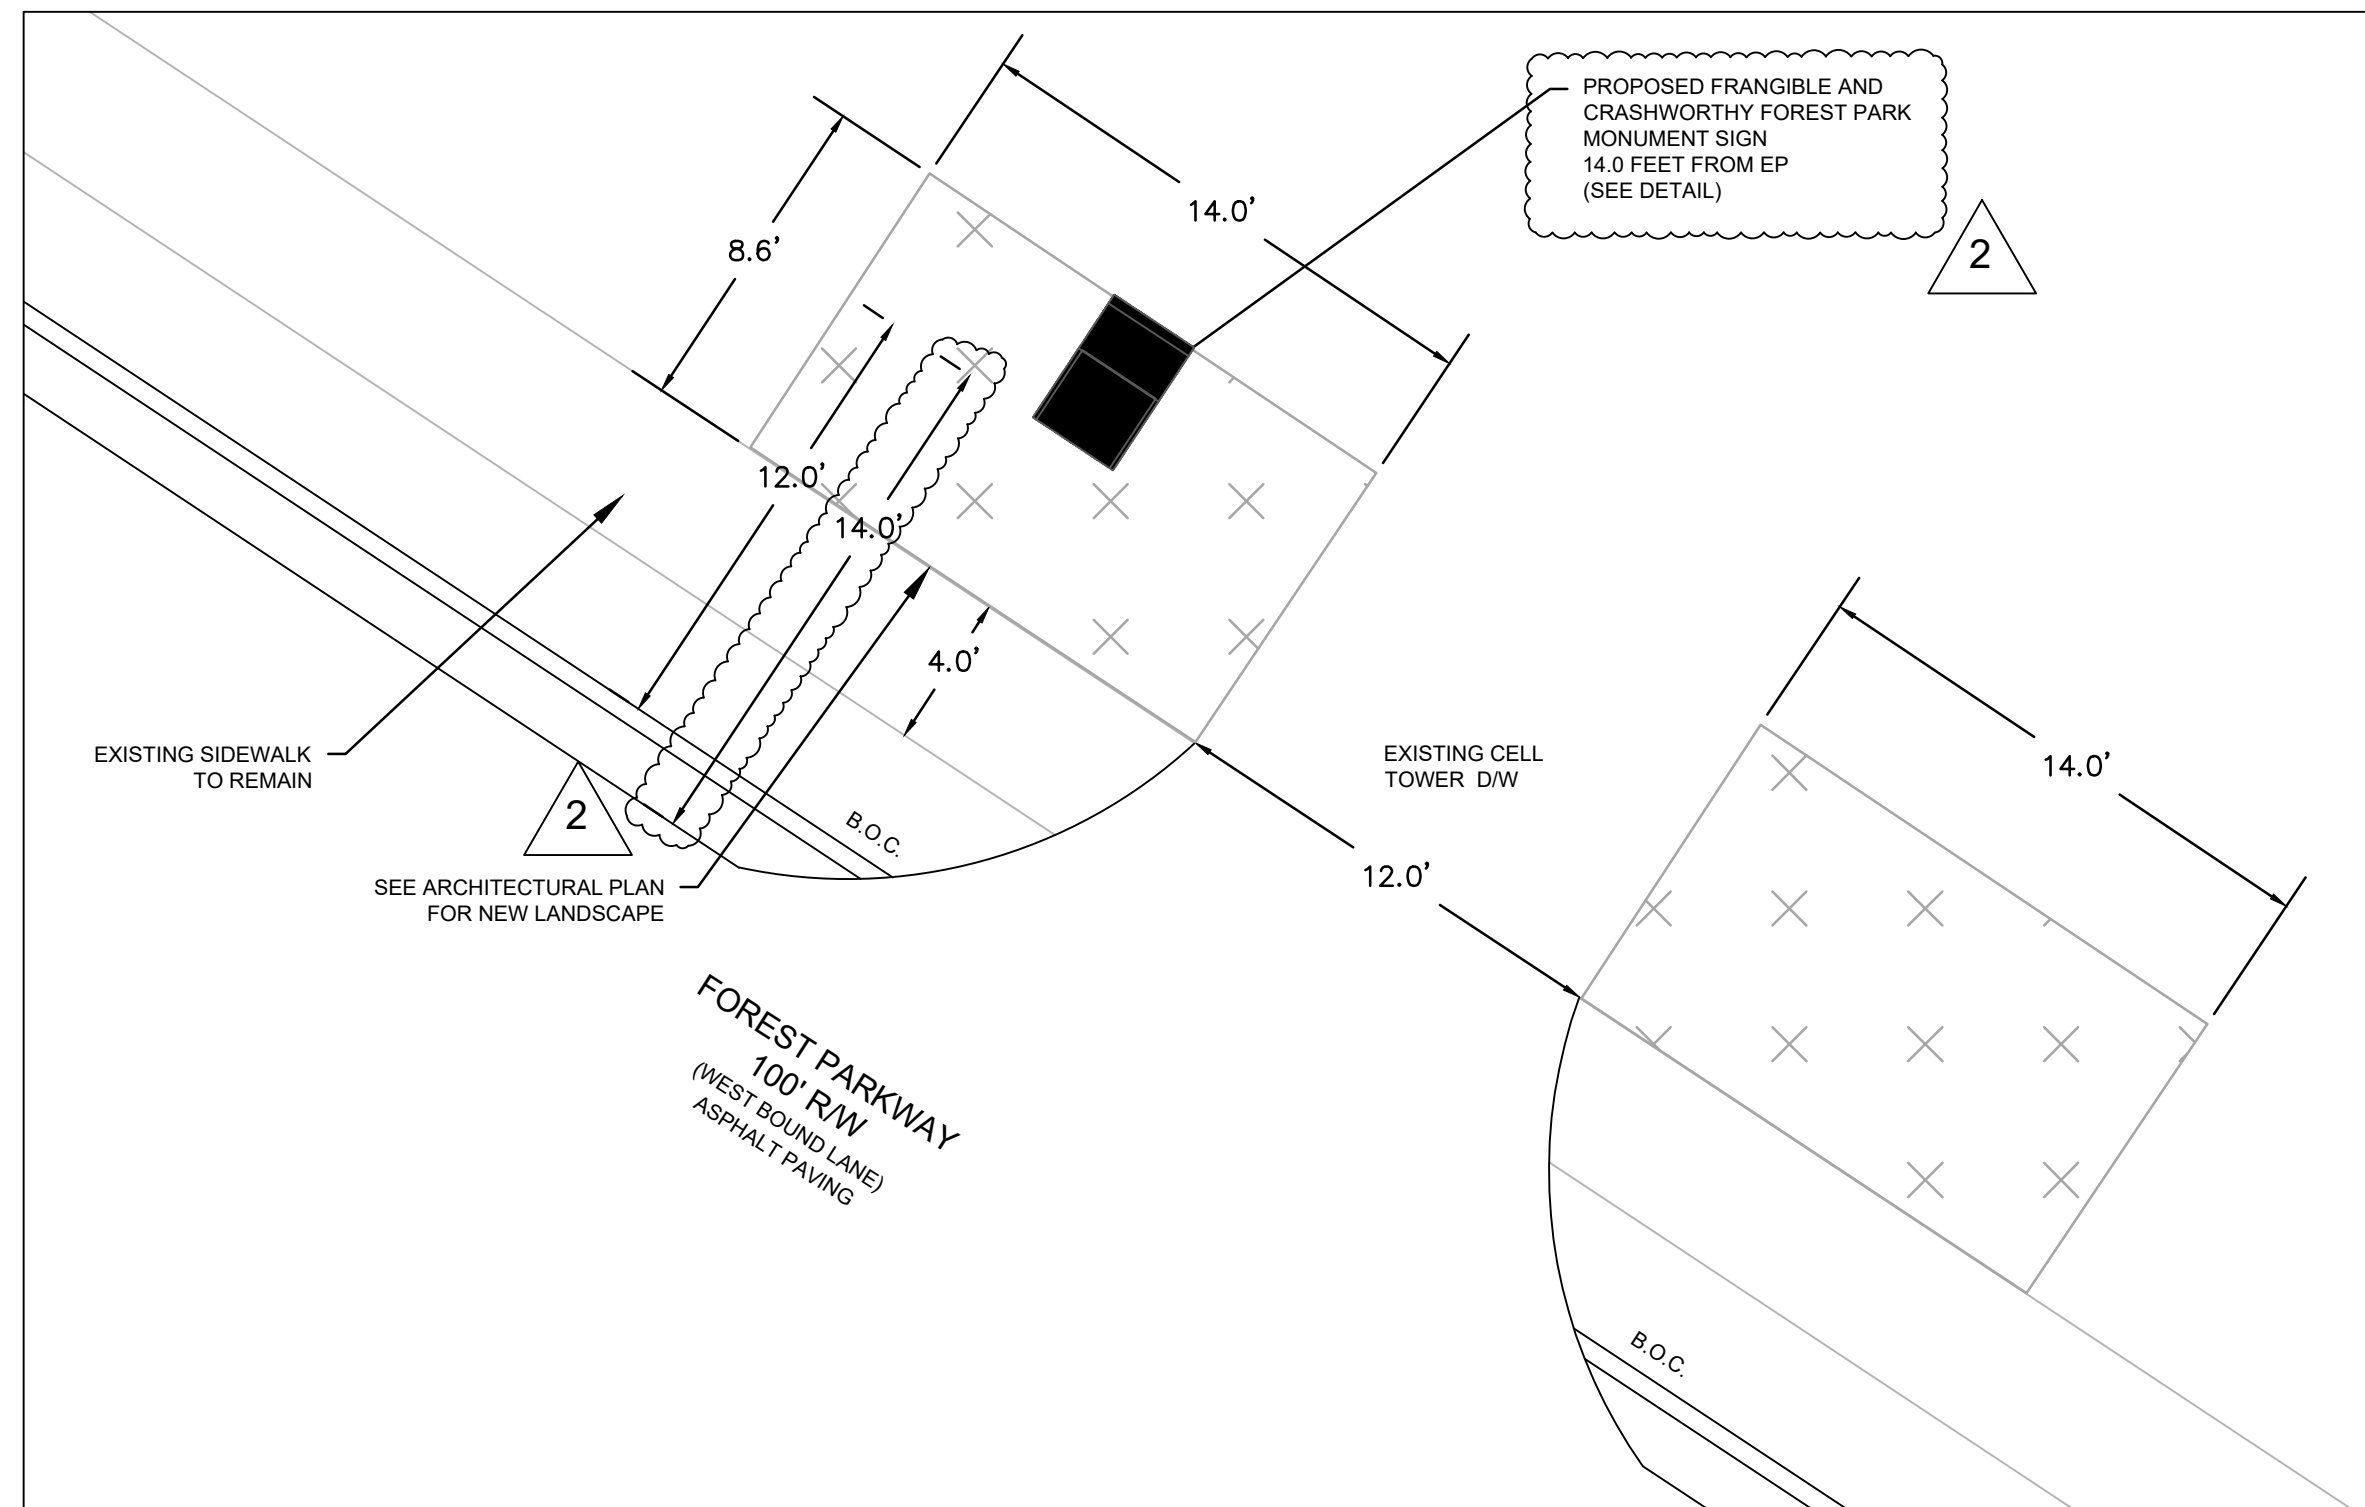 PROPOSED FRANGIBLE AND
CRASHWORTHY FOREST PARK
MONUMENT SIGN
14.0 FEET FROM EP
(SEE DETAIL)
2
14.0’
8.6’
12.0’
14.0’
4.0’
EXISTING SIDEWALK
TO REMAIN
2
B.O.C.
SEE ARCHITECTURAL PLAN
FOR NEW LANDSCAPE
EXISTING CELL
TOWER D/W
14.0’
12.0’
FOREST PARKWAY
100' R/W
(WEST BOUND LANE)
ASPHALT PAVING
B.O.C.